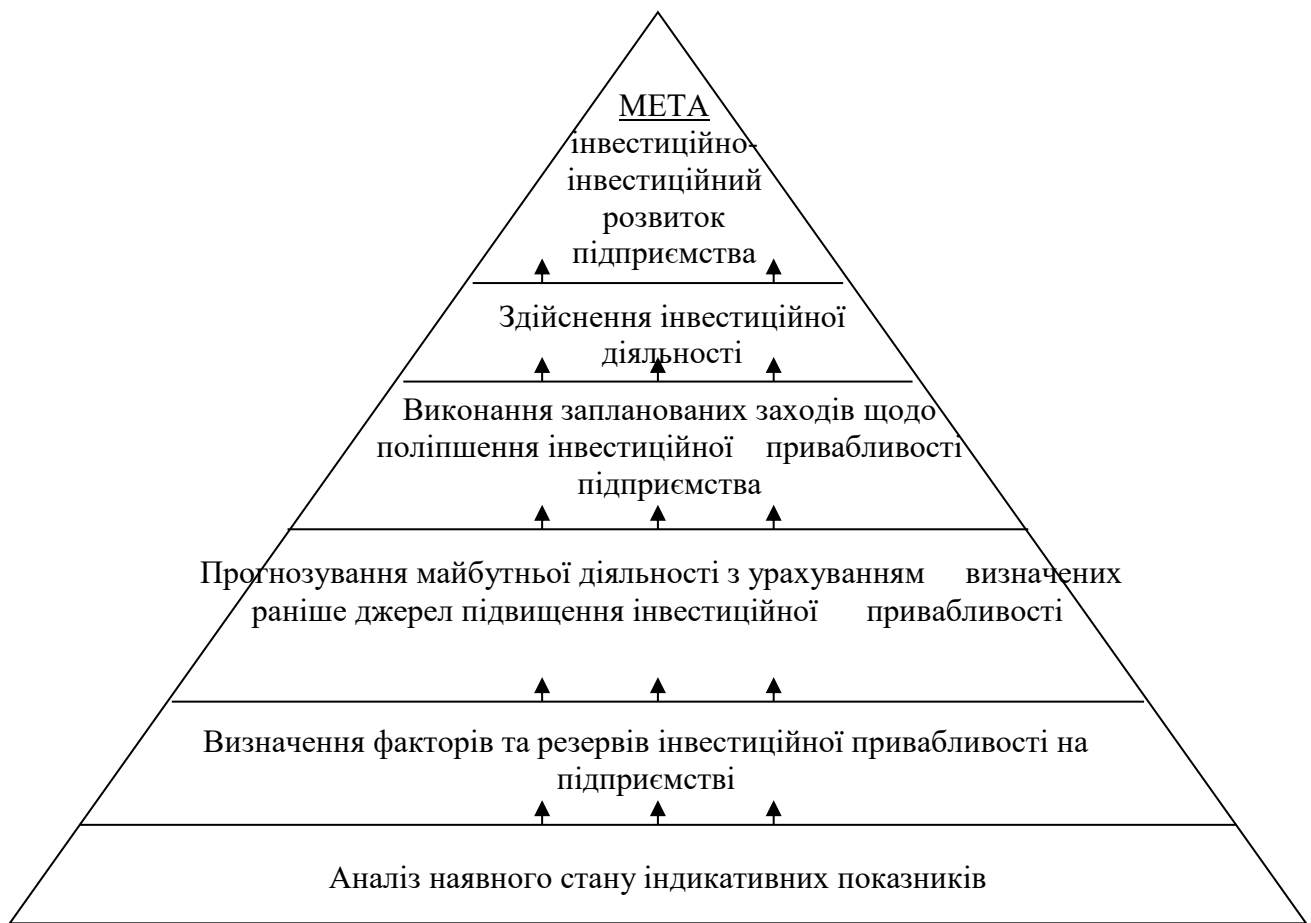 МЕТА
інвестиційно-
інвестиційний
розвиток
підприємства
Здійснення інвестиційної
діяльності
Виконання запланованих заходів щодо
поліпшення інвестиційної привабливості
підприємства
Прогнозування майбутньої діяльності з урахуванням визначених
раніше джерел підвищення інвестиційної привабливості
Визначення факторів та резервів інвестиційної привабливості на
підприємстві
Аналіз наявного стану індикативних показників